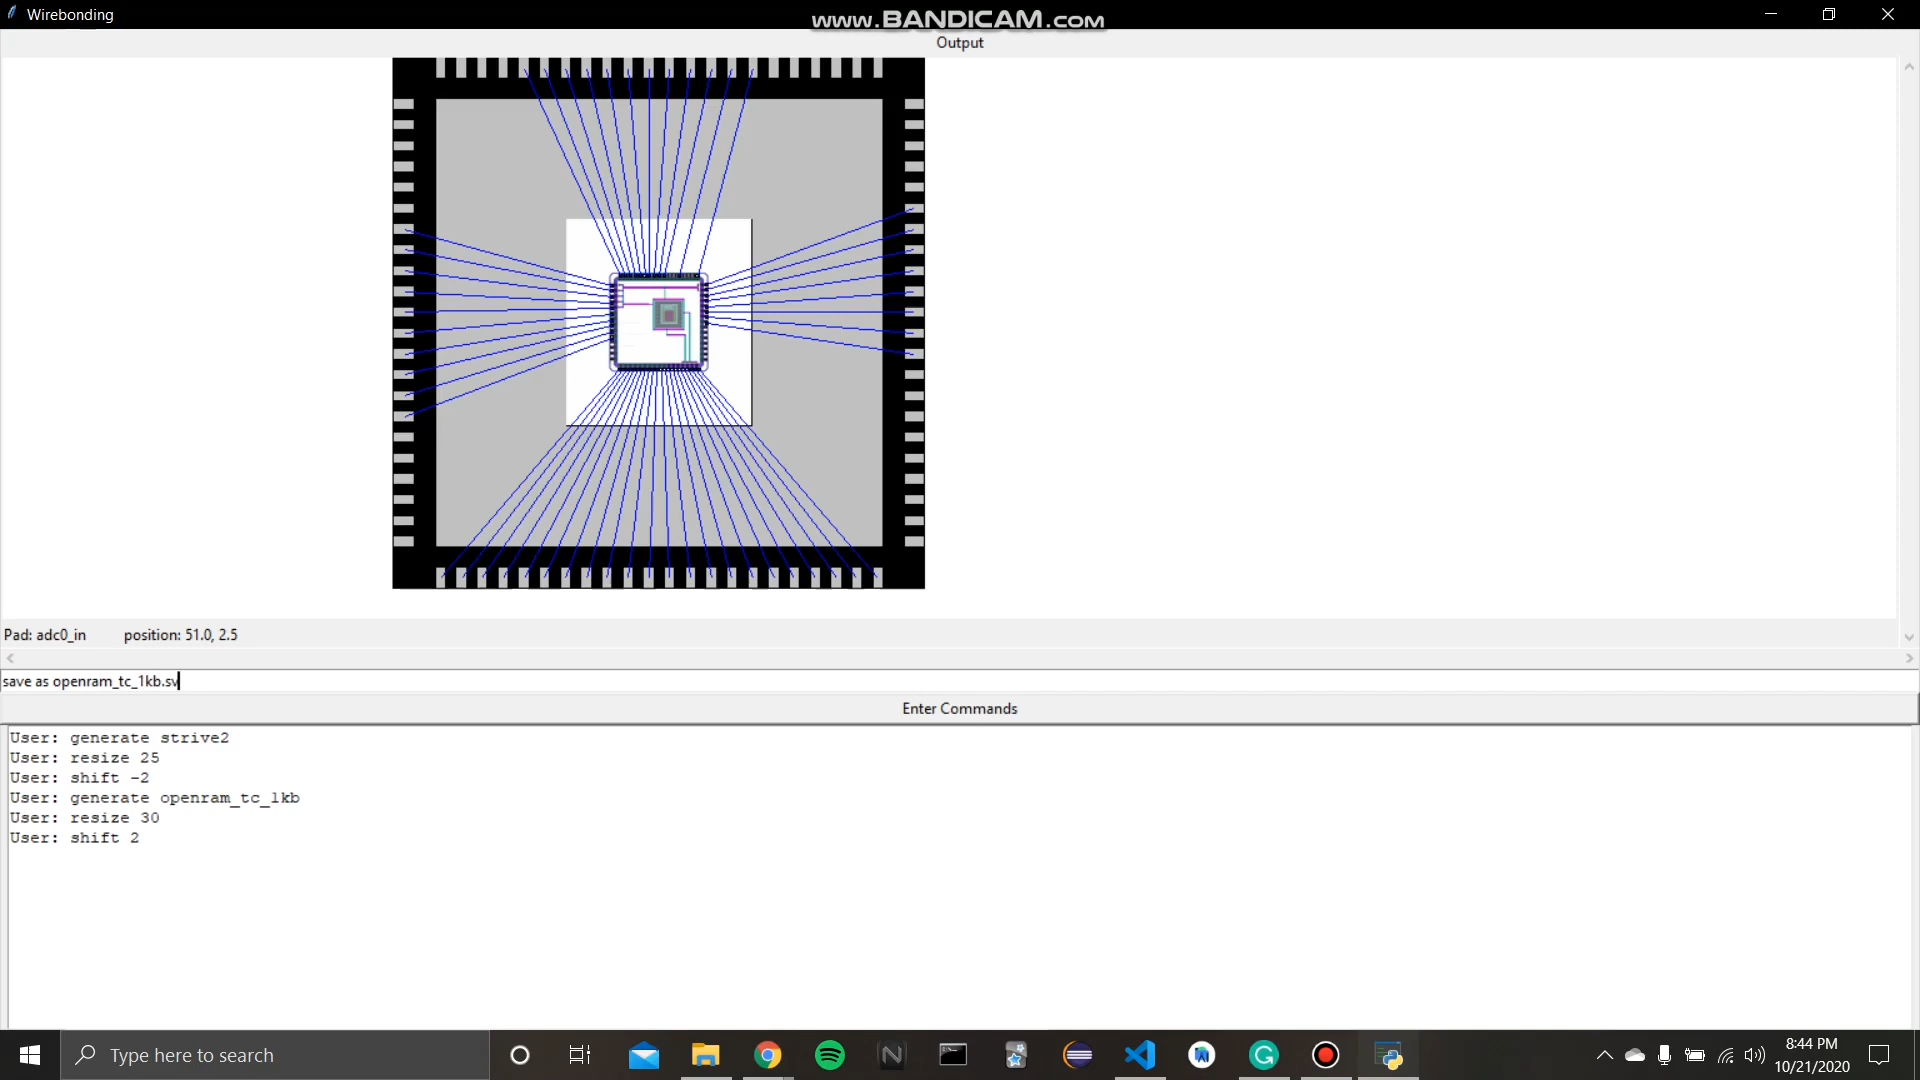 Wirebonding
www.BANDICAM.com
Output
Pad: adc0_in position: 51.0, 2.5
save as openram_tc_1kb.sv
Enter Commands
User: generate strive2
User: resize 25
User: shift -2
User: generate openram_tc_1kb
User: resize 30
User: shift 2
Type here to search
8:44 PM
10/21/2020